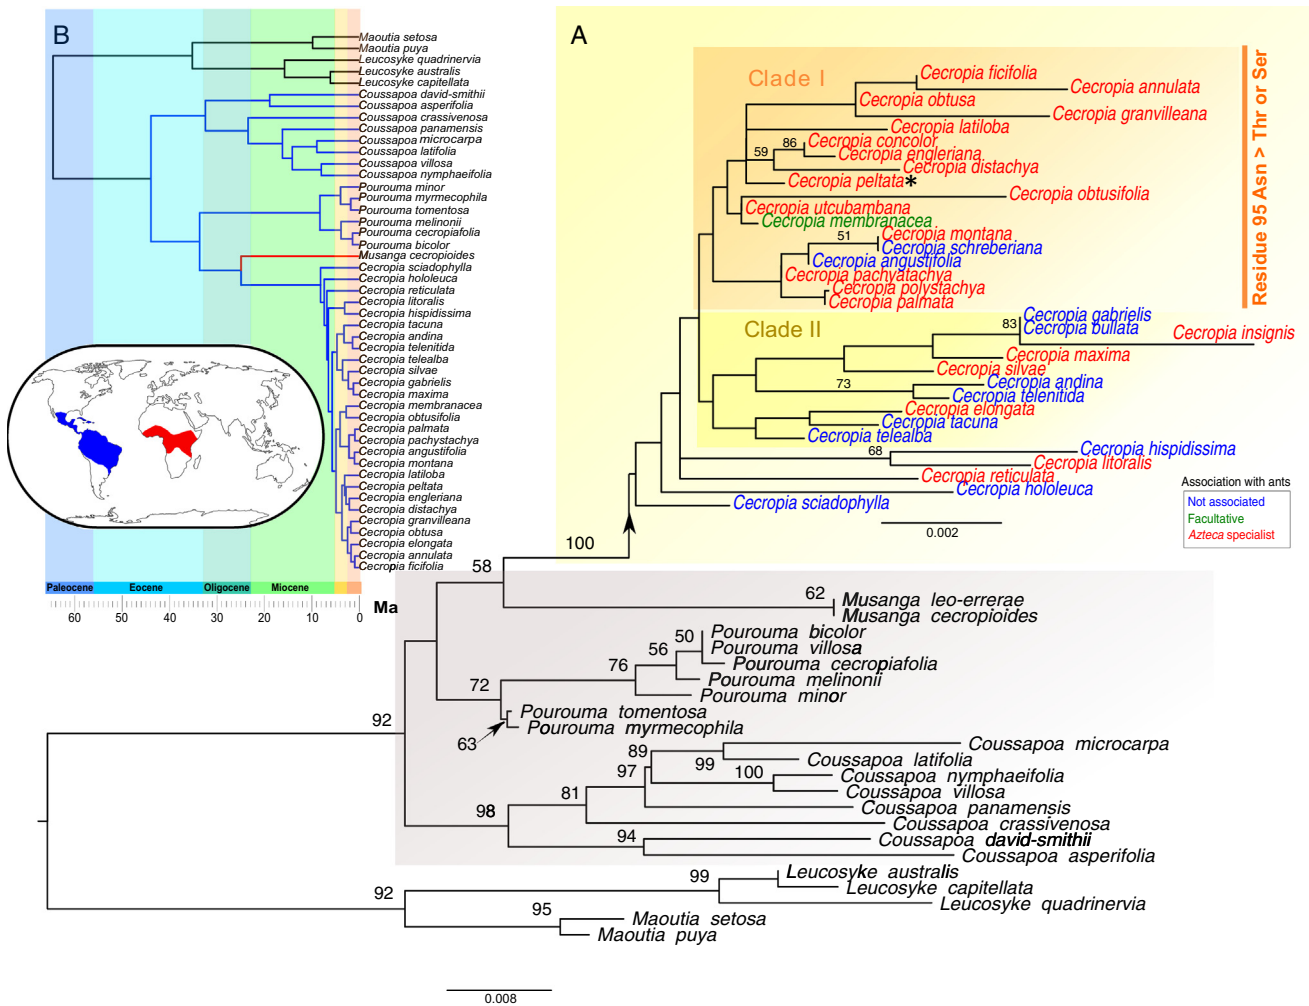 B
Maoutia setosa
Maoutia puya
Leucosyke quadrinervia
Leucosyke australis
Leucosyke capitellata
Coussapoa david-smithii
Coussapoa asperifolia
Coussapoa crassivenosa
Coussapoa panamensis
Coussapoa microcarpa
Coussapoa latifolia
Coussapoa villosa
Coussapoa nymphaeifolia
Pourouma minor
Pourouma myrmecophila
Pourouma tomentosa
Pourouma melinonii
Pourouma cecropiafolia
Pourouma bicolor
Musanga cecropioides
Cecropia sciadophylla
Cecropia hololeuca
Cecropia reticulata
Cecropia litoralis
Cecropia hispidissima
Cecropia tacuna
Cecropia andina
Cecropia telenitida
Cecropia telealba
Cecropia silvae
Cecropia gabrielis
Cecropia maxima
Cecropia membranacea
Cecropia obtusifolia
Cecropia palmata
Cecropia pachystachya
Cecropia angustifolia
Cecropia montana
Cecropia latiloba
Cecropia peltata
Cecropia engleriana
Cecropia distachya
Cecropia granvilleana
Cecropia obtusa
Cecropia elongata
Cecropia annulata
Cecropia ficifolia
Paleocene Eocene Oligocene Miocene
Ma
60 50 40 30 20 10 0
A
Clade I
Cecropia ficifolia
Cecropia annulata
Cecropia obtusa
Cecropia granvilleana
Cecropia latiloba
86 Cecropia concolor
59 Cecropia engleriana
Cecropia distachya
Cecropia peltata*
Cecropia obtusifolia
Cecropia utcubambana
Cecropia membranacea
51 Cecropia montana
Cecropia schreberiana
Cecropia angustifolia
Cecropia pachyatachya
Cecropia polystachya
Cecropia palmata
Residue 95 Asn > Thr or Ser
Clade II
Cecropia gabrielis
83 Cecropia bullata
Cecropia insignis
Cecropia maxima
Cecropia silvae
73 Cecropia andina
Cecropia telenitida
Cecropia elongata
Cecropia tacuna
Cecropia telealba
Cecropia hispidissima
68 Cecropia litoralis
Cecropia reticulata
Cecropia hololeuca
Cecropia sciadophylla
0.002
Association with ants
Not associated
Facultative
Azteca specialist
100
58
62 Musanga leo-errerae
Musanga cecropioides
50 Pourouma bicolor
56 Pourouma villosa
76 Pourouma cecropiafolia
72 Pourouma melinonii
Pourouma minor
Pourouma tomentosa
63 Pourouma myrmecophila
92
89 Coussapoa microcarpa
99 Coussapoa latifolia
97 100 Coussapoa nymphaeifolia
81 Coussapoa villosa
98 Coussapoa panamensis
Coussapoa crassivenosa
94 Coussapoa david-smithii
Coussapoa asperifolia
99 Leucosyke australis
92 Leucosyke capitellata
Leucosyke quadrinervia
95 Maoutia setosa
Maoutia puya
0.008